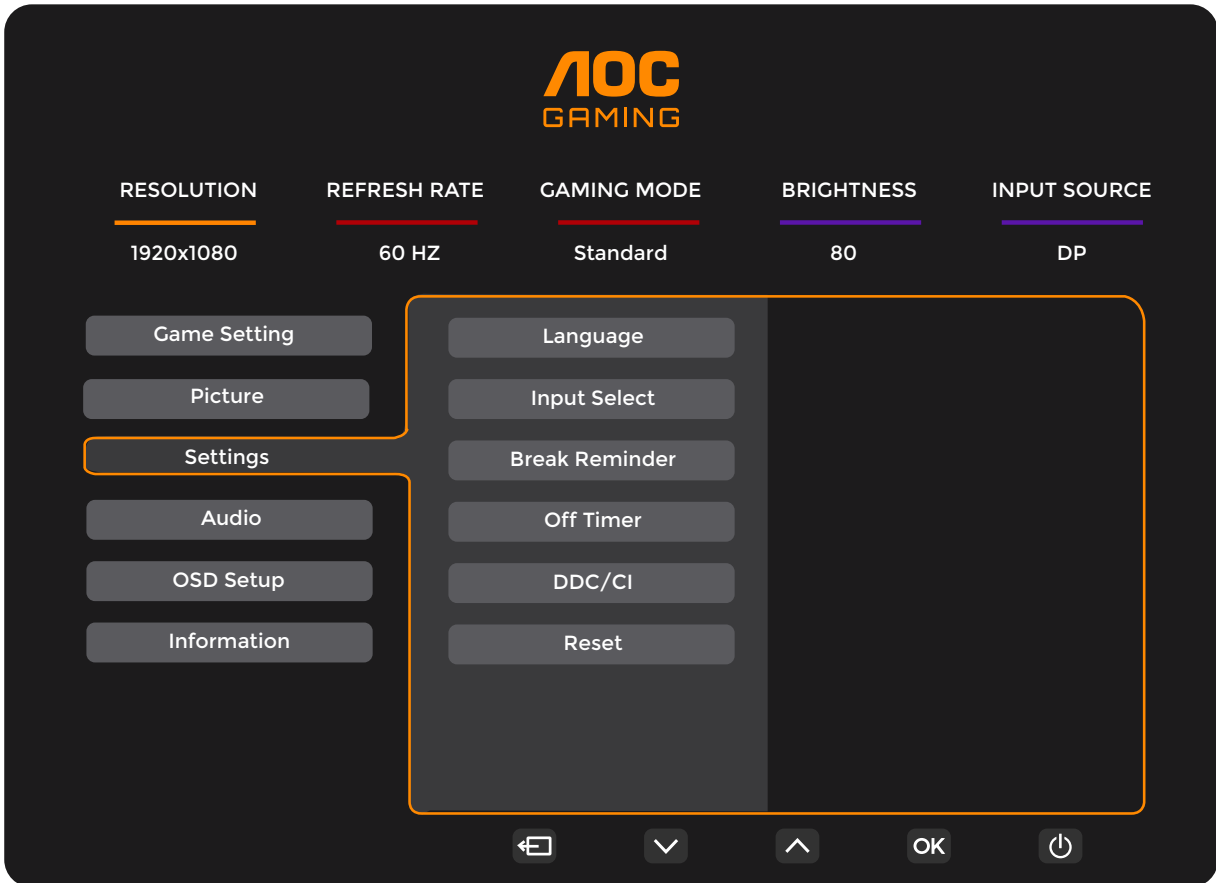 AOC
GAMING
RESOLUTION REFRESH RATE GAMING MODE BRIGHTNESS INPUT SOURCE
1920x1080 60 HZ Standard 80 DP
Game Setting
Picture
Settings
Audio
OSD Setup
Information
Language
Input Select
Break Reminder
Off Timer
DDC/CI
Reset
OK